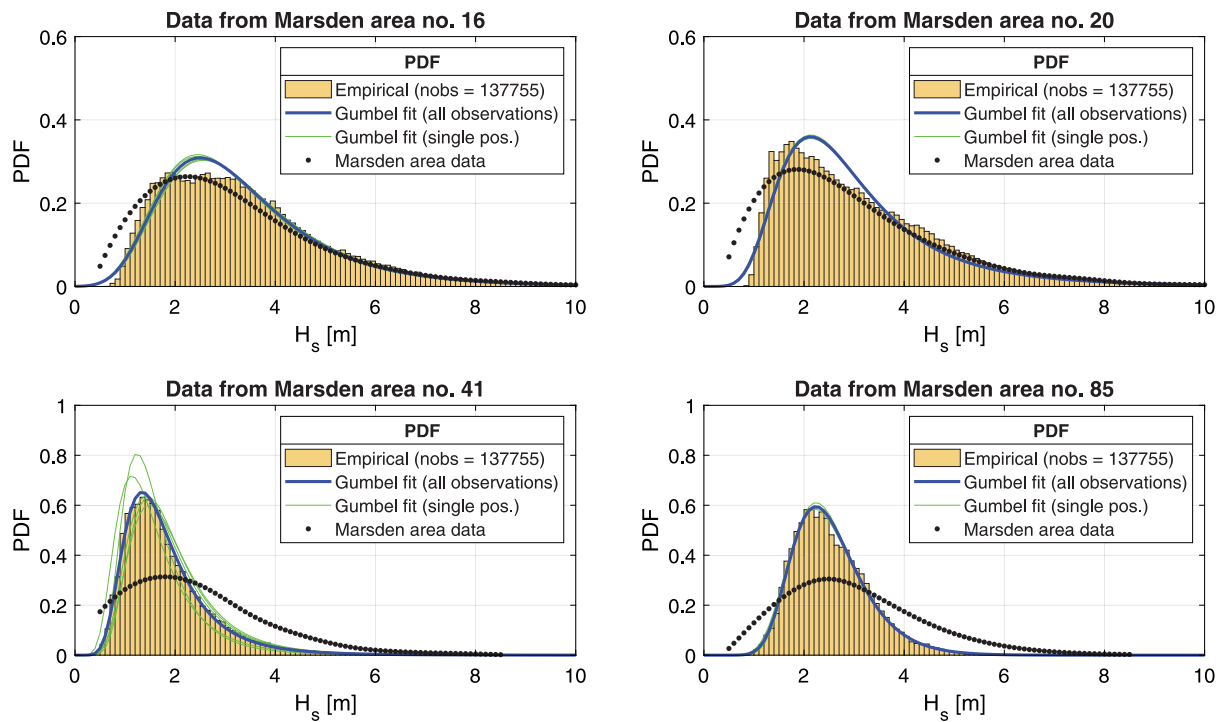 Data from Marsden area no. 16
0.6
0.4
0.2
0
PDF
PDF
Empirical (nobs = 137755)
Gumbel fit (all observations)
Gumbel fit (single pos.)
Marsden area data
0 2 4 6 8 10
H_s [m]
Data from Marsden area no. 20
0.6
0.4
0.2
0
PDF
PDF
Empirical (nobs = 137755)
Gumbel fit (all observations)
Gumbel fit (single pos.)
Marsden area data
0 2 4 6 8 10
H_s [m]
Data from Marsden area no. 41
1
0.8
0.6
0.4
0.2
0
PDF
PDF
Empirical (nobs = 137755)
Gumbel fit (all observations)
Gumbel fit (single pos.)
Marsden area data
0 2 4 6 8 10
H_s [m]
Data from Marsden area no. 85
1
0.8
0.6
0.4
0.2
0
PDF
PDF
Empirical (nobs = 137755)
Gumbel fit (all observations)
Gumbel fit (single pos.)
Marsden area data
0 2 4 6 8 10
H_s [m]